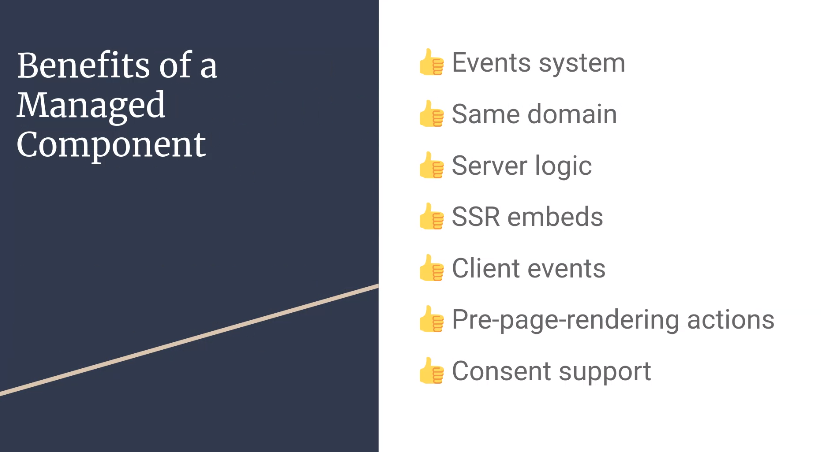 Benefits of a
Managed
Component
👍 Events system
👍 Same domain
👍 Server logic
👍 SSR embeds
👍 Client events
👍 Pre-page-rendering actions
👍 Consent support